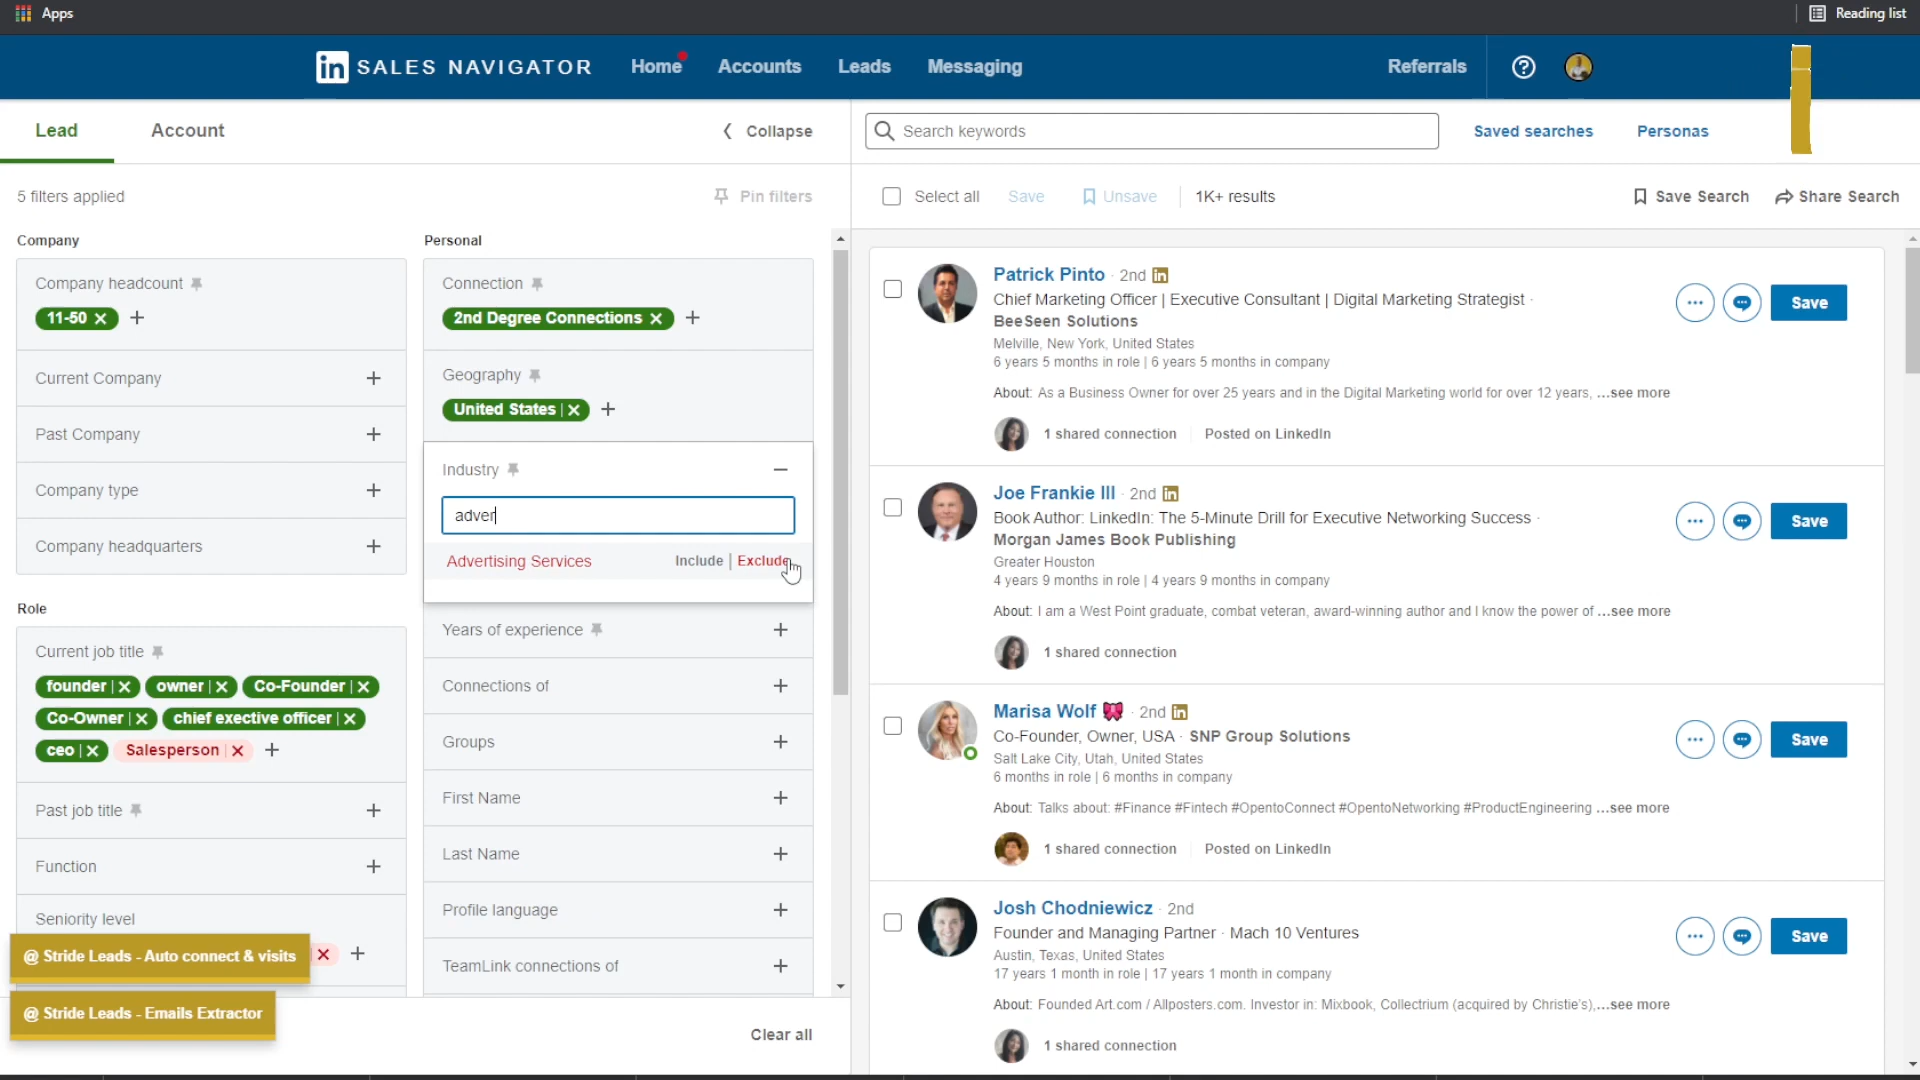 Apps
Reading list
in SALES NAVIGATOR
Home
Accounts
Leads
Messaging
Referrals
Lead
Account
Collapse
Search keywords
Saved searches
Personas
5 filters applied
Pin filters
Select all
Save
Unsave
1K+ results
Save Search
Share Search
Company
Company headcount
11-50
Current Company
Past Company
Company type
Company headquarters
Role
Current job title
founder
owner
Co-Founder
Co-Owner
chief exective officer
ceo
Salesperson
Past job title
Function
Seniority level
@ Stride Leads - Auto connect & visits
@ Stride Leads - Emails Extractor
Personal
Connection
2nd Degree Connections
Geography
United States
Industry
adver
Advertising Services Include | Exclude
Years of experience
Connections of
Groups
First Name
Last Name
Profile language
TeamLink connections of
Clear all
Patrick Pinto · 2nd in
Chief Marketing Officer | Executive Consultant | Digital Marketing Strategist ·
BeeSeen Solutions
Melville, New York, United States
6 years 5 months in role | 6 years 5 months in company
About: As a Business Owner for over 25 years and in the Digital Marketing world for over 12 years, ...see more
1 shared connection
Posted on LinkedIn
Save
Joe Frankie III · 2nd in
Book Author: LinkedIn: The 5-Minute Drill for Executive Networking Success ·
Morgan James Book Publishing
Greater Houston
4 years 9 months in role | 4 years 9 months in company
About: I am a West Point graduate, combat veteran, award-winning author and I know the power of ...see more
1 shared connection
Save
Marisa Wolf · 2nd in
Co-Founder, Owner, USA · SNP Group Solutions
Salt Lake City, Utah, United States
6 months in role | 6 months in company
About: Talks about: #Finance #Fintech #OpentoConnect #OpentoNetworking #ProductEngineering ...see more
1 shared connection
Posted on LinkedIn
Save
Josh Chodniewicz · 2nd
Founder and Managing Partner · Mach 10 Ventures
Austin, Texas, United States
17 years 1 month in role | 17 years 1 month in company
About: Founded Art.com / Allposters.com. Investor in: Mixbook, Collectrium (acquired by Christie's),...see more
1 shared connection
Save